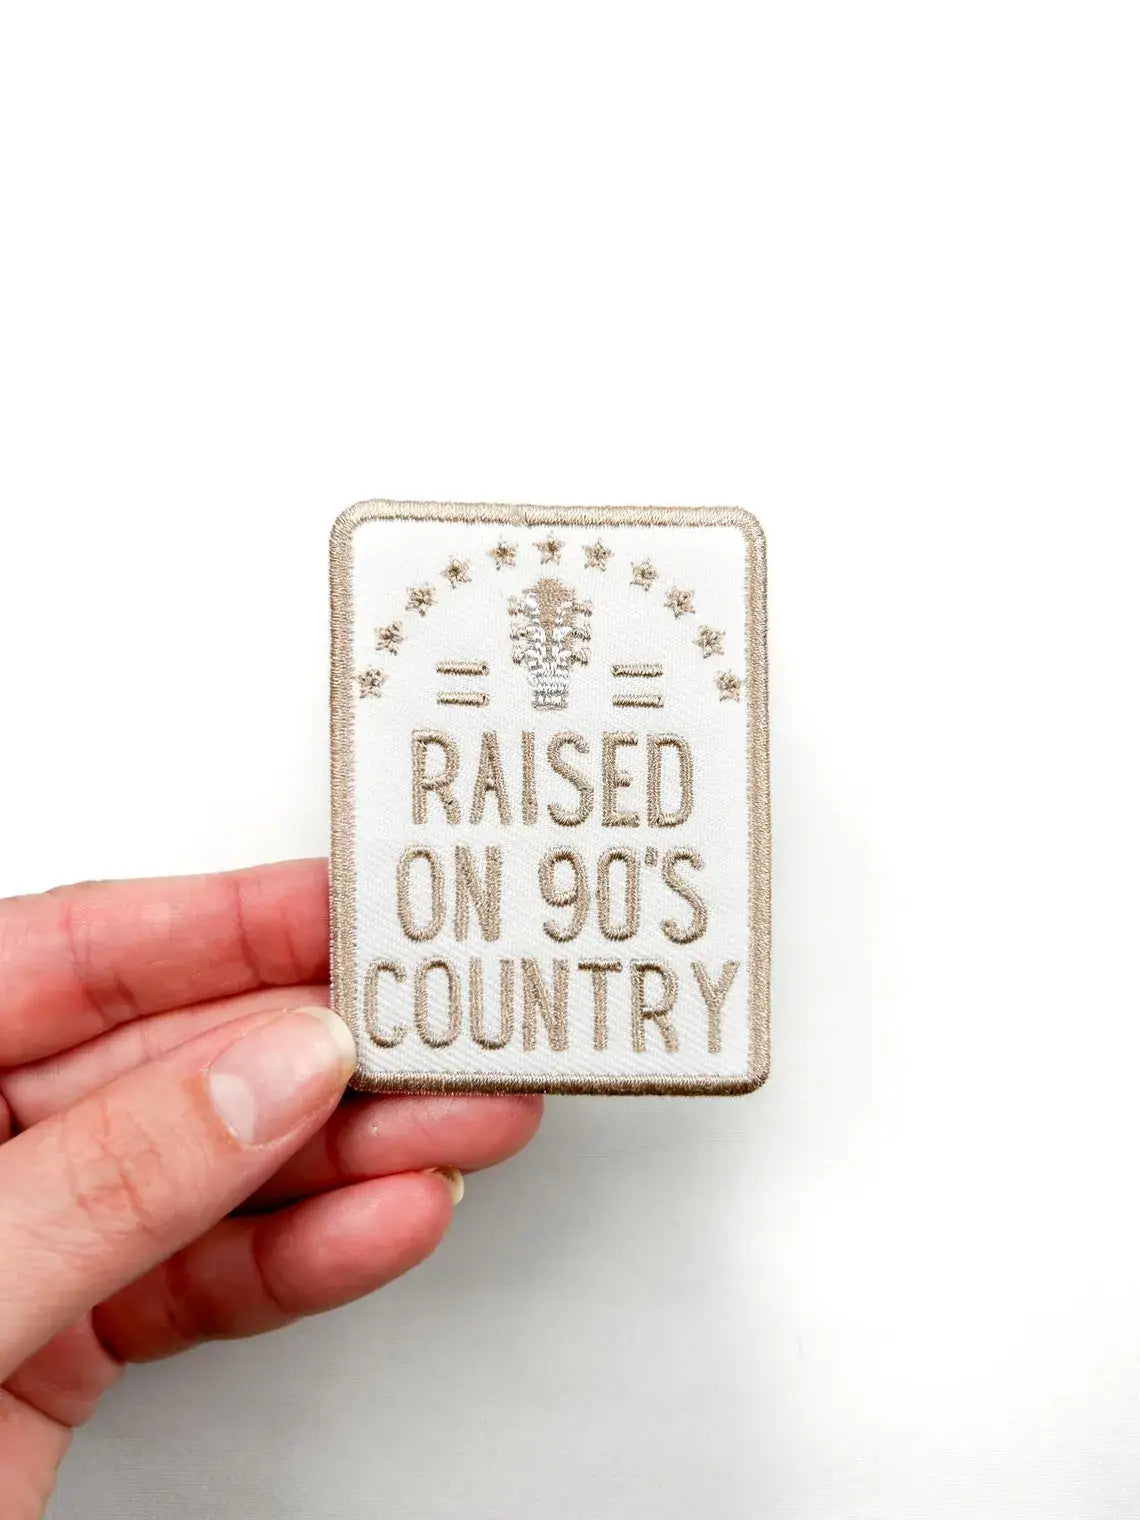 RAISED
ON 90'S
COUNTRY